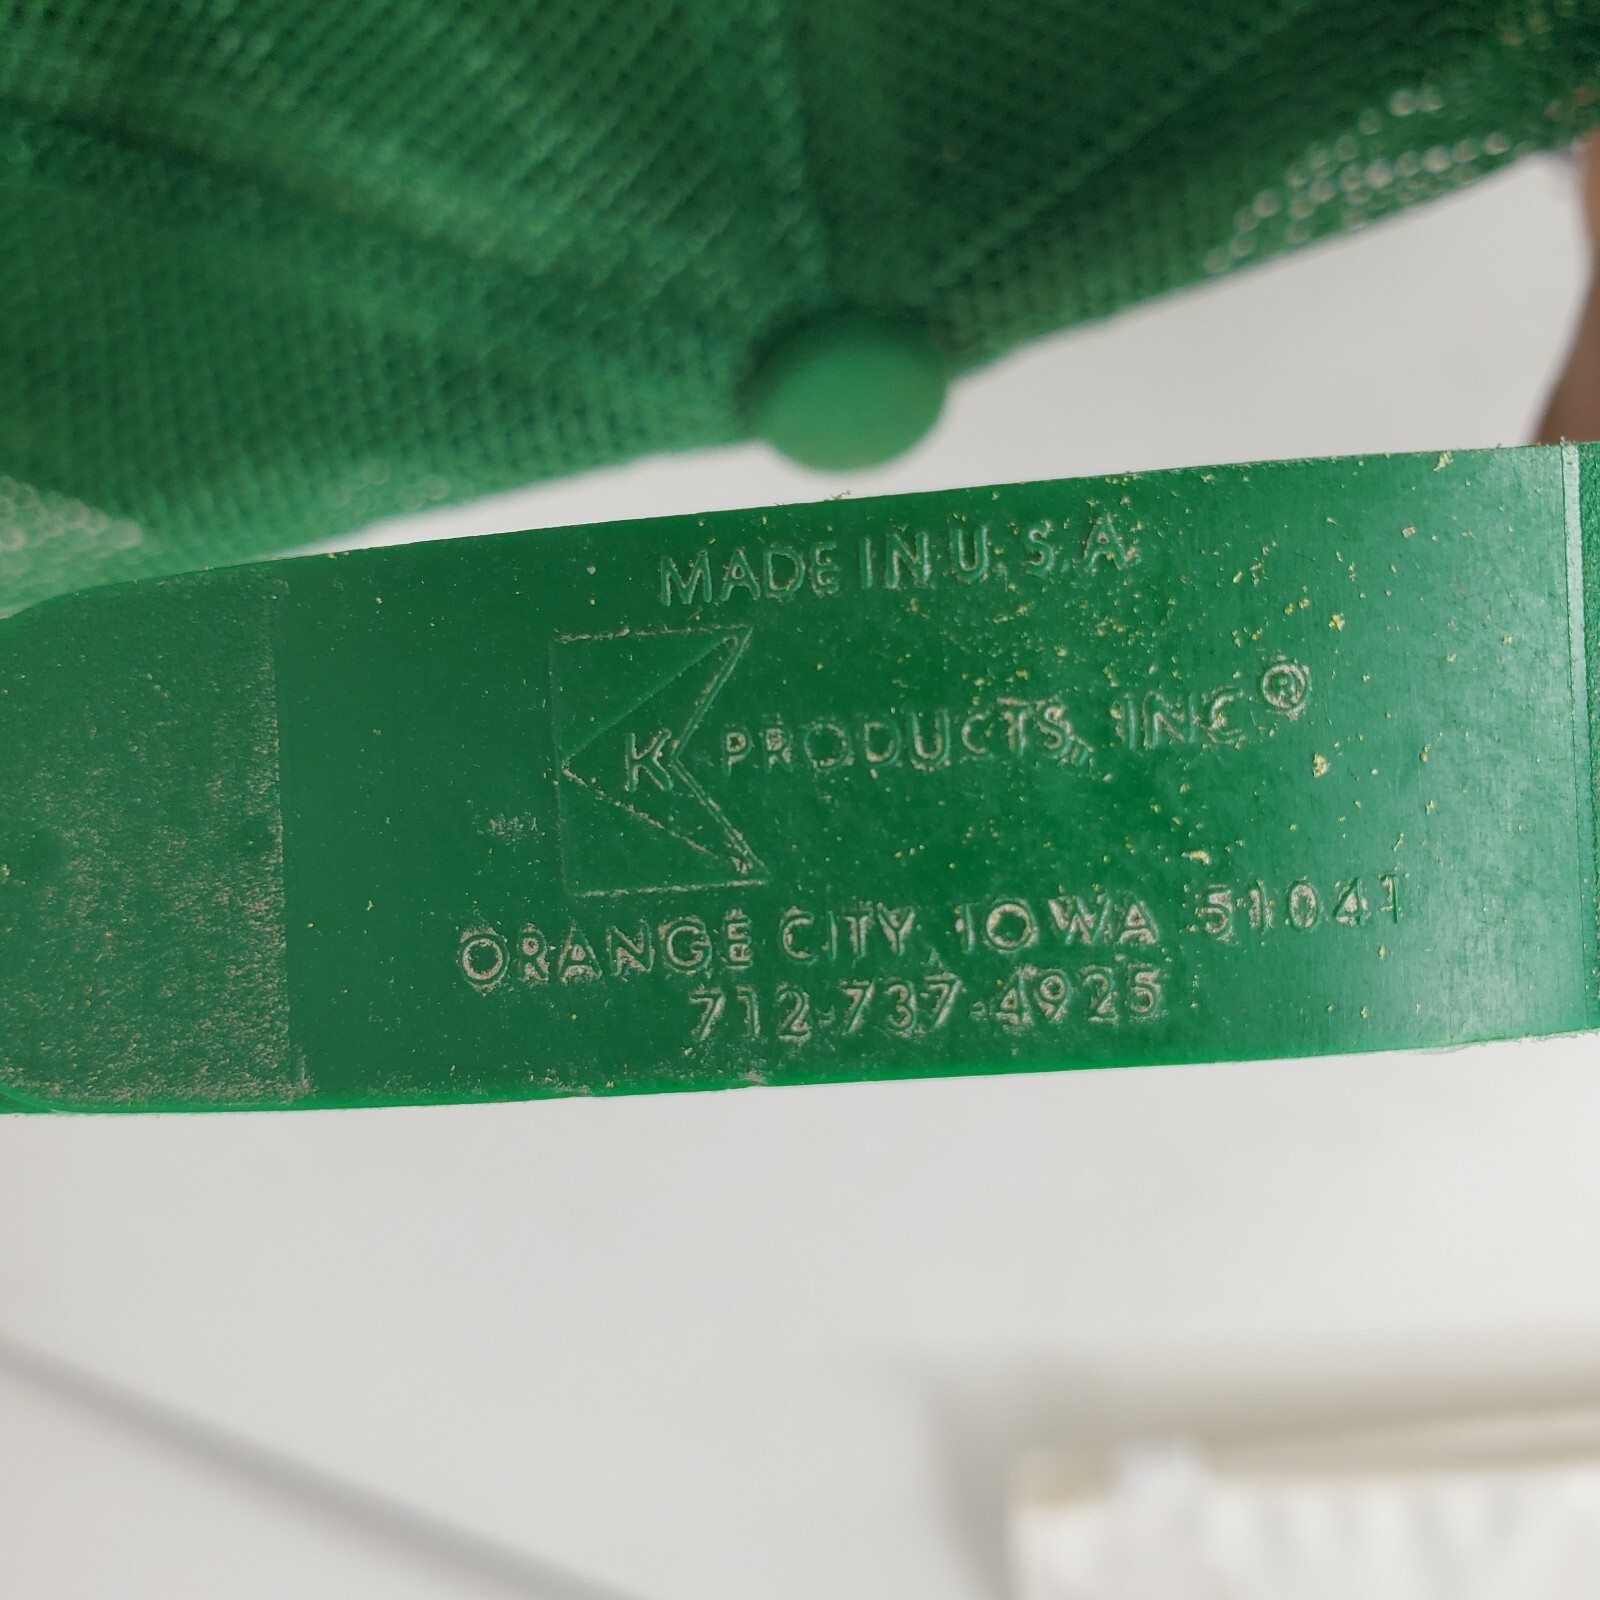 MADE IN U.S.A.
K PRODUCTS, INC®
ORANGE CITY, IOWA 51041
712-737-4925